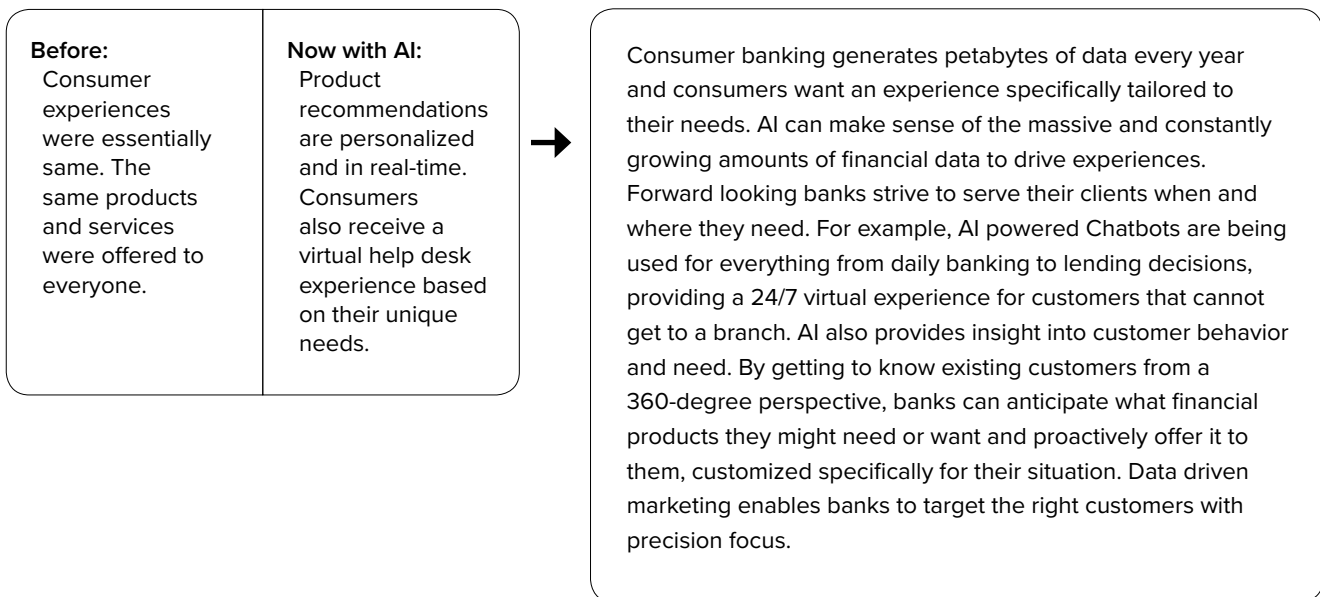 Before:
Consumer
experiences
were essentially
same. The
same products
and services
were offered to
everyone.
Now with AI:
Product
recommendations
are personalized
and in real-time.
Consumers
also receive a
virtual help desk
experience based
on their unique
needs.
Consumer banking generates petabytes of data every year
and consumers want an experience specifically tailored to
their needs. AI can make sense of the massive and constantly
growing amounts of financial data to drive experiences.
Forward looking banks strive to serve their clients when and
where they need. For example, AI powered Chatbots are being
used for everything from daily banking to lending decisions,
providing a 24/7 virtual experience for customers that cannot
get to a branch. AI also provides insight into customer behavior
and need. By getting to know existing customers from a
360-degree perspective, banks can anticipate what financial
products they might need or want and proactively offer it to
them, customized specifically for their situation. Data driven
marketing enables banks to target the right customers with
precision focus.